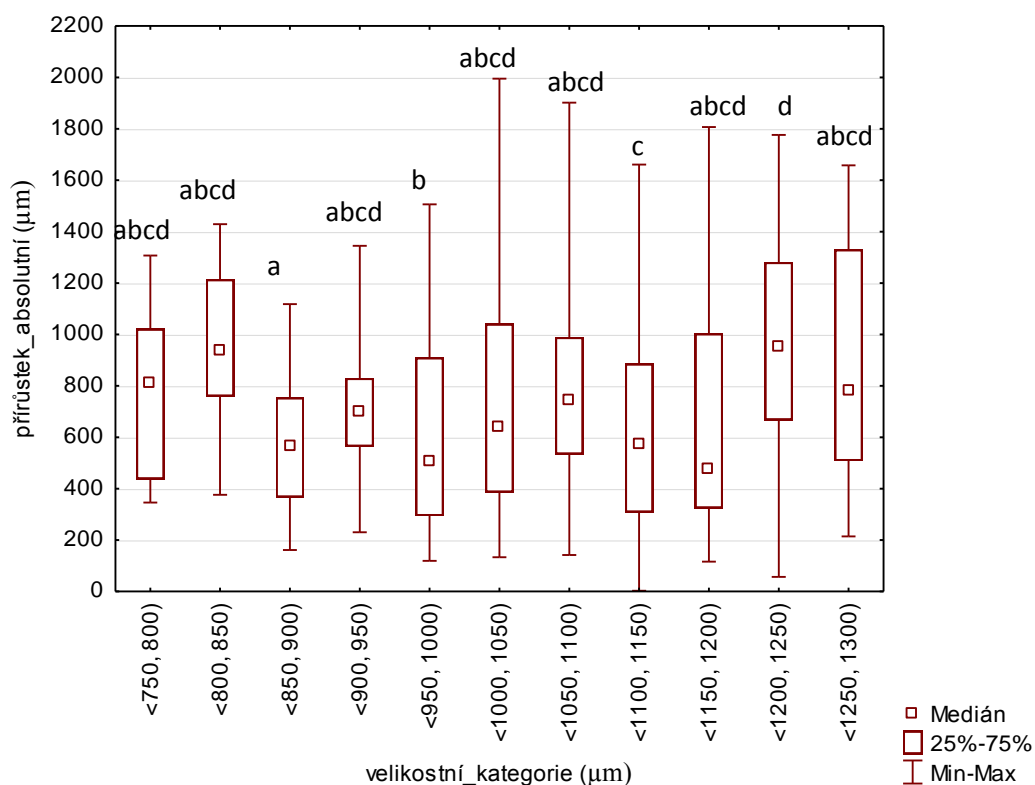 2200
2000
1800
1600
1400
1200
1000
800
600
400
200
0
přírůstek_absolutní (µm)
abcd
abcd
a
abcd
b
abcd
abcd
c
abcd
d
abcd
<750, 800)
<800, 850)
<850, 900)
<900, 950)
<950, 1000)
<1000, 1050)
<1050, 1100)
<1100, 1150)
<1150, 1200)
<1200, 1250)
<1250, 1300)
velikostní_kategorie (µm)
Medián
25%-75%
Min-Max